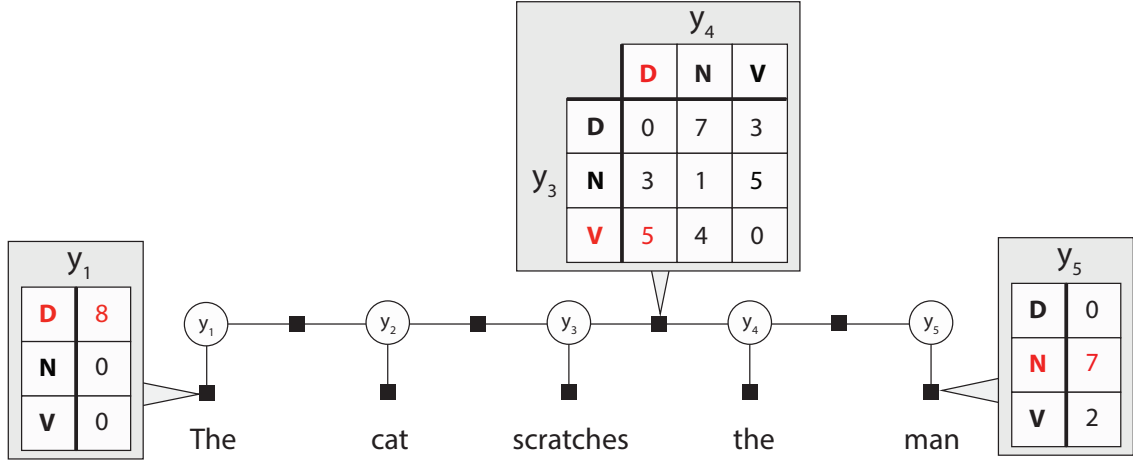 y4
D N V
D 0 7 3
y3
N 3 1 5
V 5 4 0
y1
D 8
N 0
V 0
y5
D 0
N 7
V 2
y1 y2 y3 y4 y5
The cat scratches the man